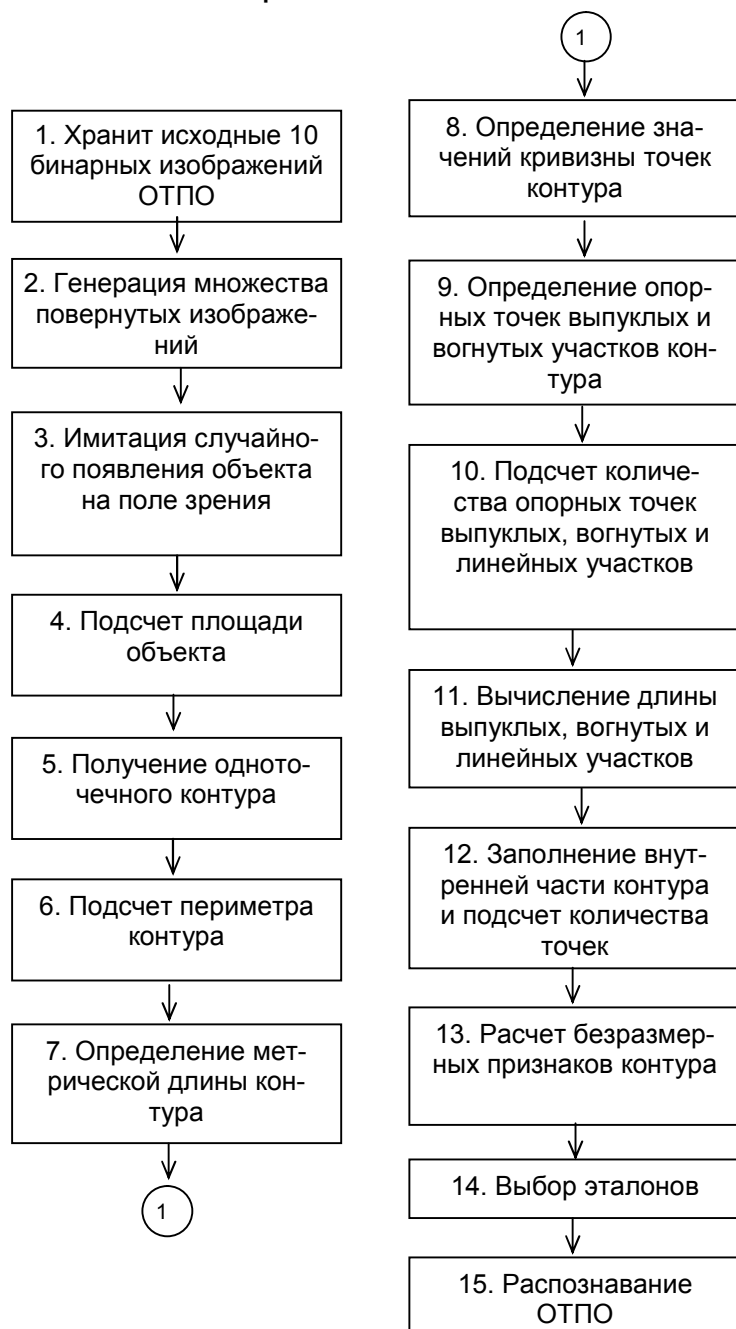 1. Хранит исходные 10
бинарных изображений
ОТПО
2. Генерация множества
повернутых изображе-
ний
3. Имитация случайно-
го появления объекта
на поле зрения
4. Подсчет площади
объекта
5. Получение одното-
чечного контура
6. Подсчет периметра
контура
7. Определение мет-
рической длины кон-
тура
1
1
8. Определение зна-
чений кривизны точек
контура
9. Определение опор-
ных точек выпуклых и
вогнутых участков кон-
тура
10. Подсчет количе-
ства опорных точек
выпуклых, вогнутых и
линейных участков
11. Вычисление длины
выпуклых, вогнутых и
линейных участков
12. Заполнение внут-
ренней части контура
и подсчет количества
точек
13. Расчет безразмер-
ных признаков контура
14. Выбор эталонов
15. Распознавание
ОТПО